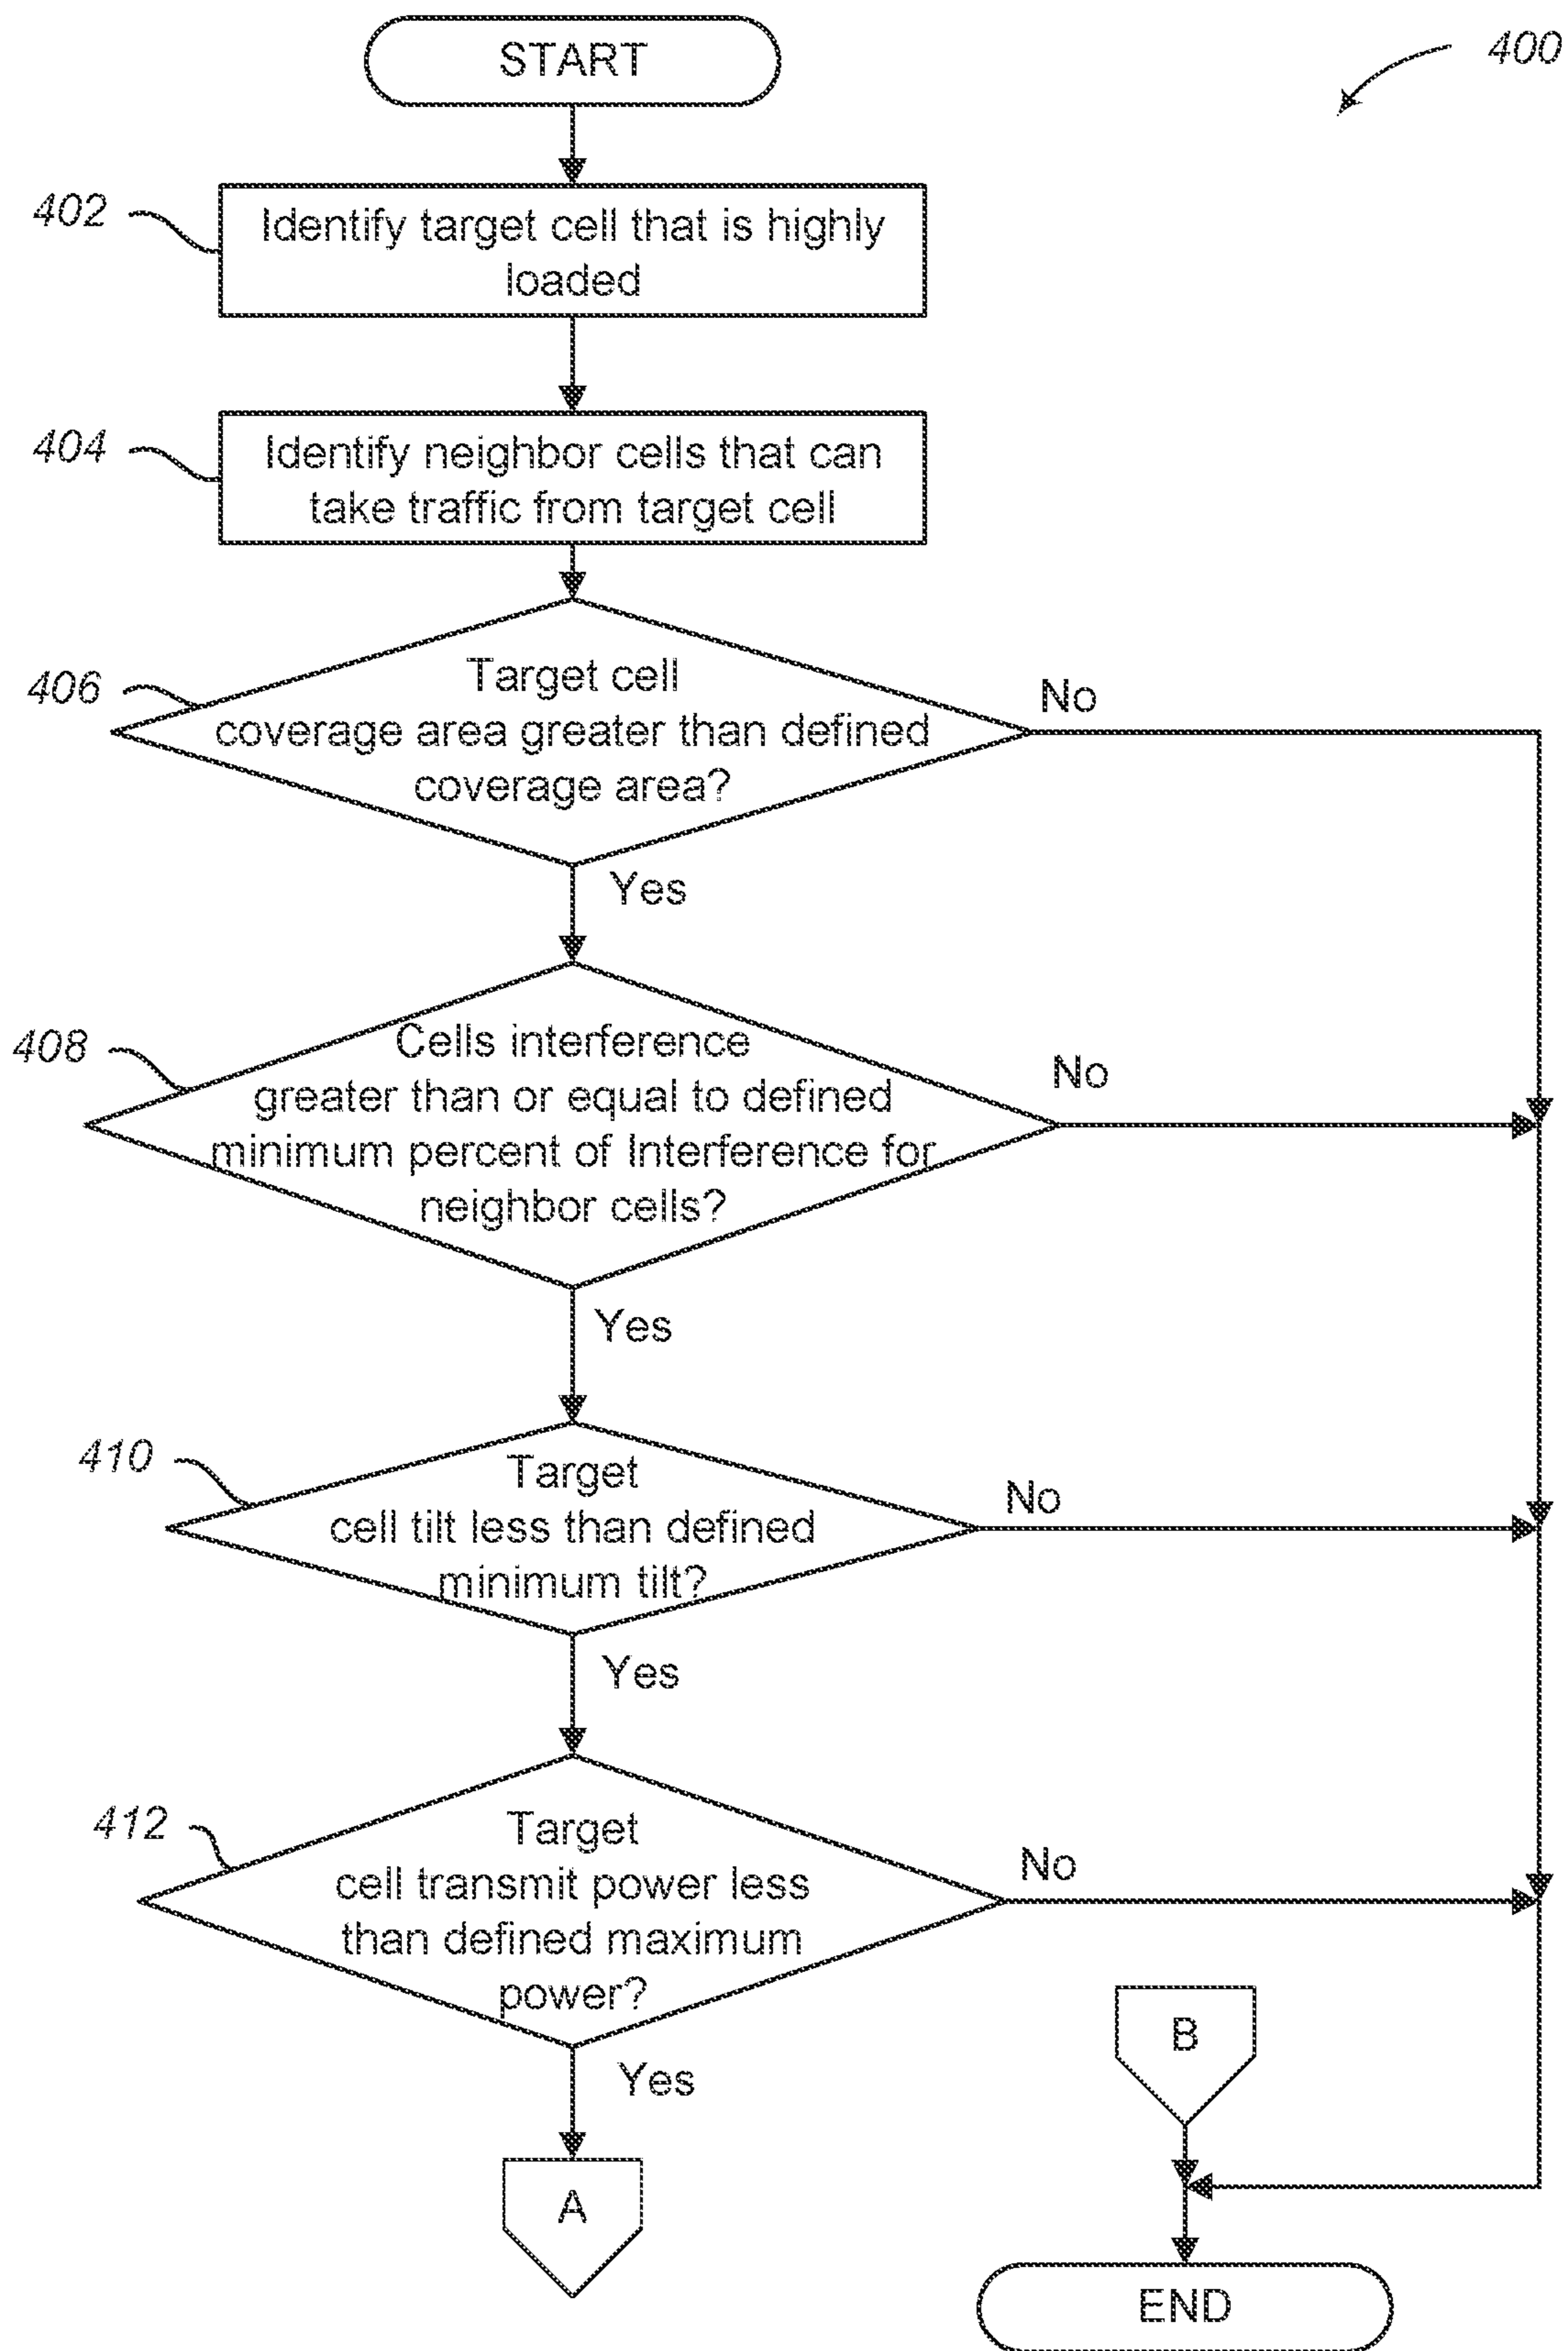 START
400
402
Identify target cell that is highly
loaded
404
Identify neighbor cells that can
take traffic from target cell
406
Target cell
coverage area greater than defined
coverage area?
No
Yes
408
Cells interference
greater than or equal to defined
minimum percent of Interference for
neighbor cells?
No
Yes
410
Target
cell tilt less than defined
minimum tilt?
No
Yes
412
Target
cell transmit power less
than defined maximum
power?
No
Yes
B
A
END